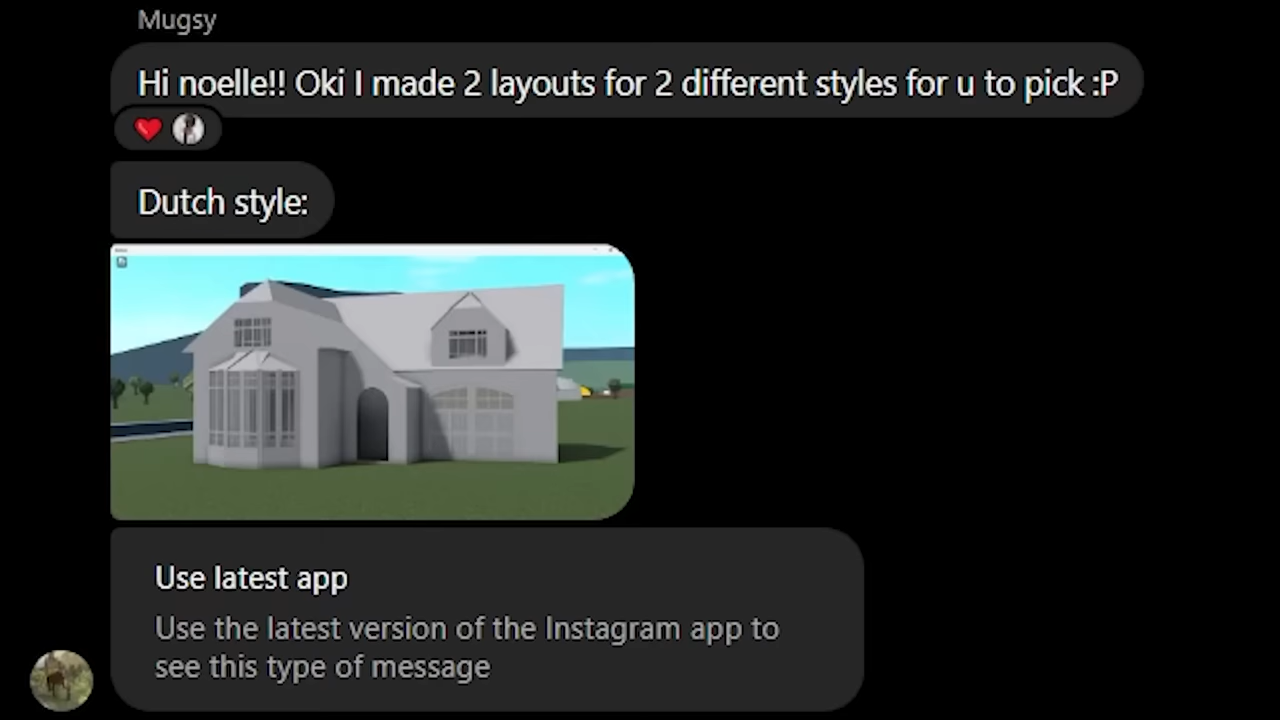 Mugsy
Hi noelle!! Oki I made 2 layouts for 2 different styles for u to pick :P
Dutch style:
Use latest app
Use the latest version of the Instagram app to
see this type of message